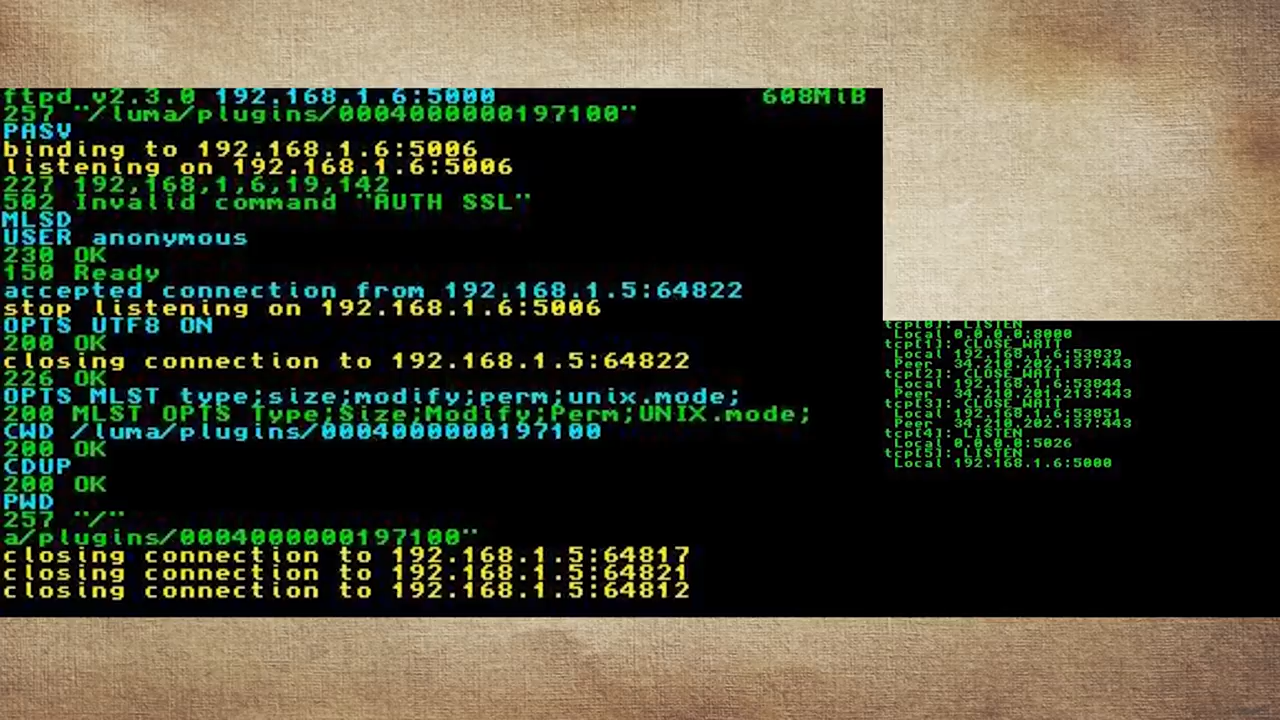 ftpd v2.3.0 192.168.1.6:5000 608MiB
257 "/luma/plugins/0004000000197100"
PASV
binding to 192.168.1.6:5006
listening on 192.168.1.6:5006
227 192,168,1,6,19,142
502 Invalid command "AUTH SSL"
MLSD
USER anonymous
230 OK
150 Ready
accepted connection from 192.168.1.5:64822
stop listening on 192.168.1.6:5006
OPTS UTF8 ON
200 OK
closing connection to 192.168.1.5:64822
226 OK
OPTS MLST type;size;modify;perm;unix.mode;
200 MLST OPTS Type;Size;Modify;Perm;UNIX.mode;
CWD /luma/plugins/0004000000197100
200 OK
CDUP
200 OK
PWD
257 "/"
a/plugins/0004000000197100"
closing connection to 192.168.1.5:64817
closing connection to 192.168.1.5:64821
closing connection to 192.168.1.5:64812
tcp[0]: LISTEN
Local 0.0.0.0:8000
tcp[1]: CLOSE_WAIT
Local 192.168.1.6:53839
Peer 34.210.202.137:443
tcp[2]: CLOSE_WAIT
Local 192.168.1.6:53844
Peer 34.210.201.213:443
tcp[3]: CLOSE_WAIT
Local 192.168.1.6:53851
Peer 34.210.202.137:443
tcp[4]: LISTEN
Local 0.0.0.0:5026
tcp[5]: LISTEN
Local 192.168.1.6:5000